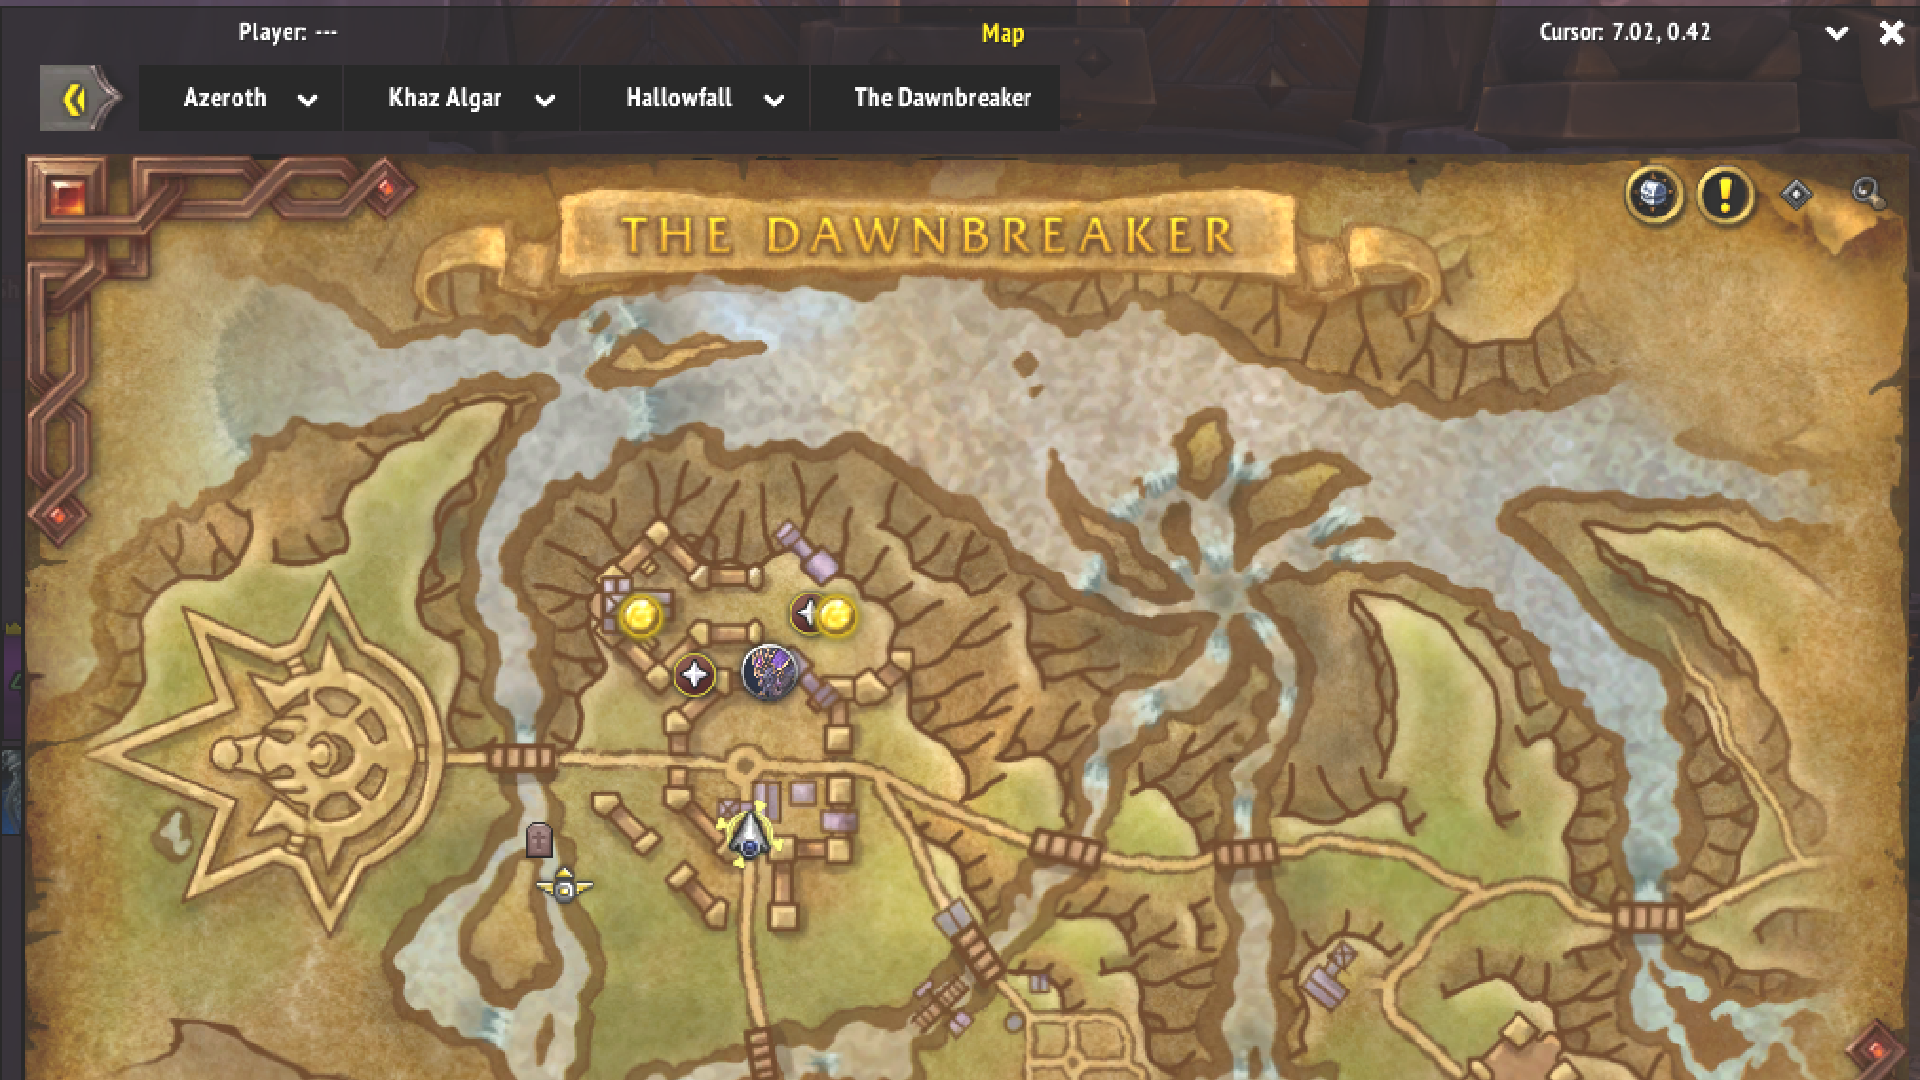 Player: ---
Map
Cursor: 7.02, 0.42
Azeroth
Khaz Algar
Hallowfall
The Dawnbreaker
THE DAWNBREAKER